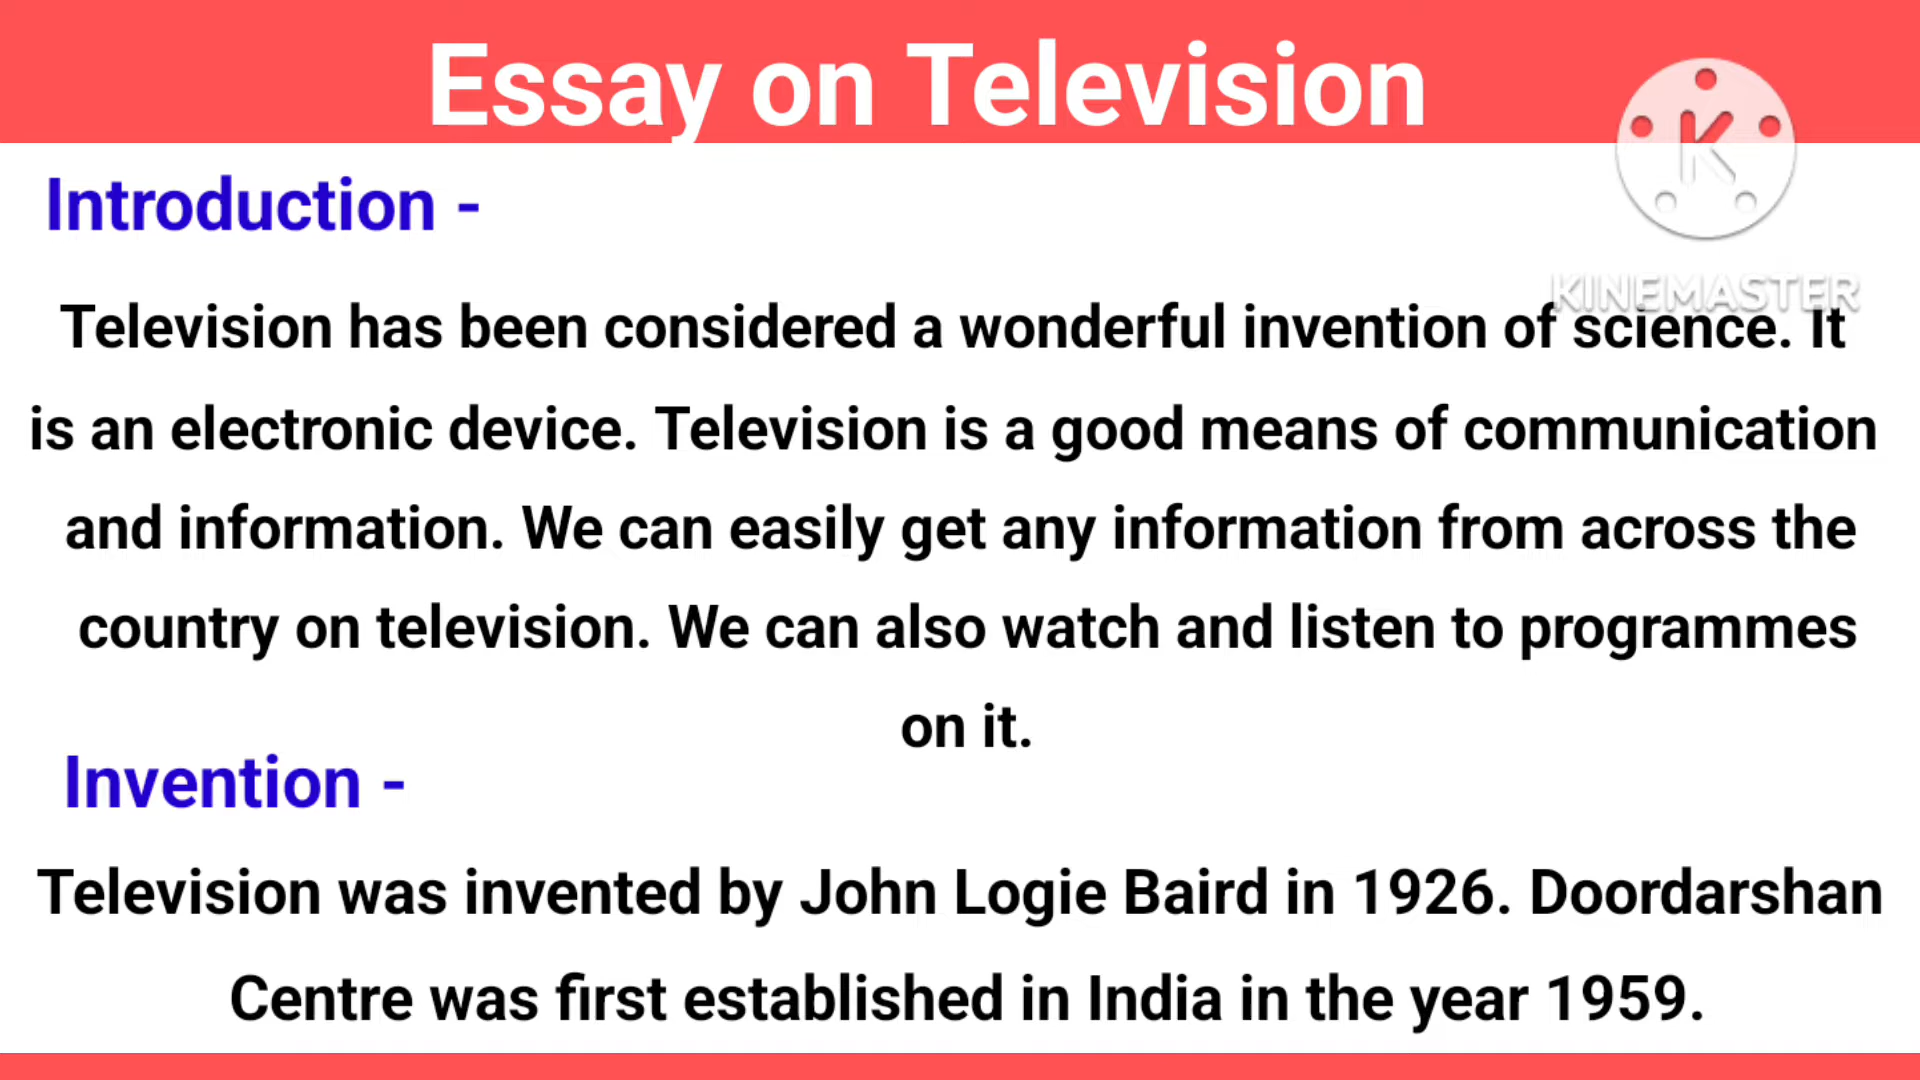 Essay on Television
K
KINEMASTER
Introduction -
Television has been considered a wonderful invention of science. It
is an electronic device. Television is a good means of communication
and information. We can easily get any information from across the
country on television. We can also watch and listen to programmes
on it.
Invention -
Television was invented by John Logie Baird in 1926. Doordarshan
Centre was first established in India in the year 1959.